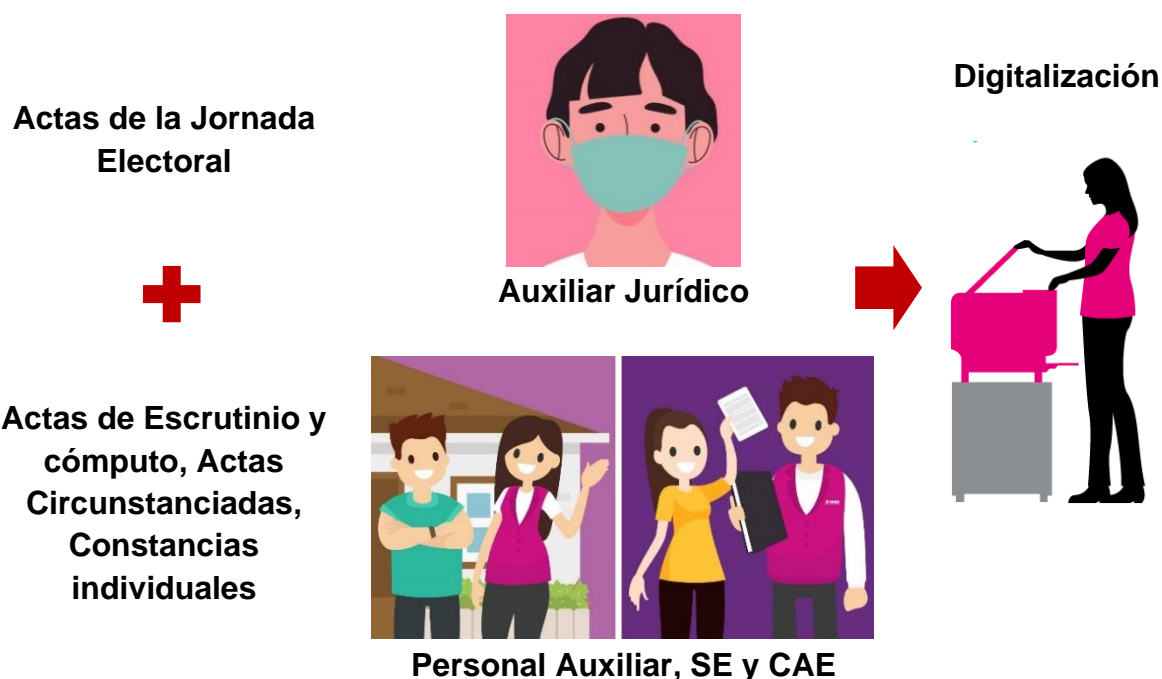 Actas de la Jornada
Electoral
Actas de Escrutinio y
cómputo, Actas
Circunstanciadas,
Constancias
individuales
Auxiliar Jurídico
Personal Auxiliar, SE y CAE
Digitalización